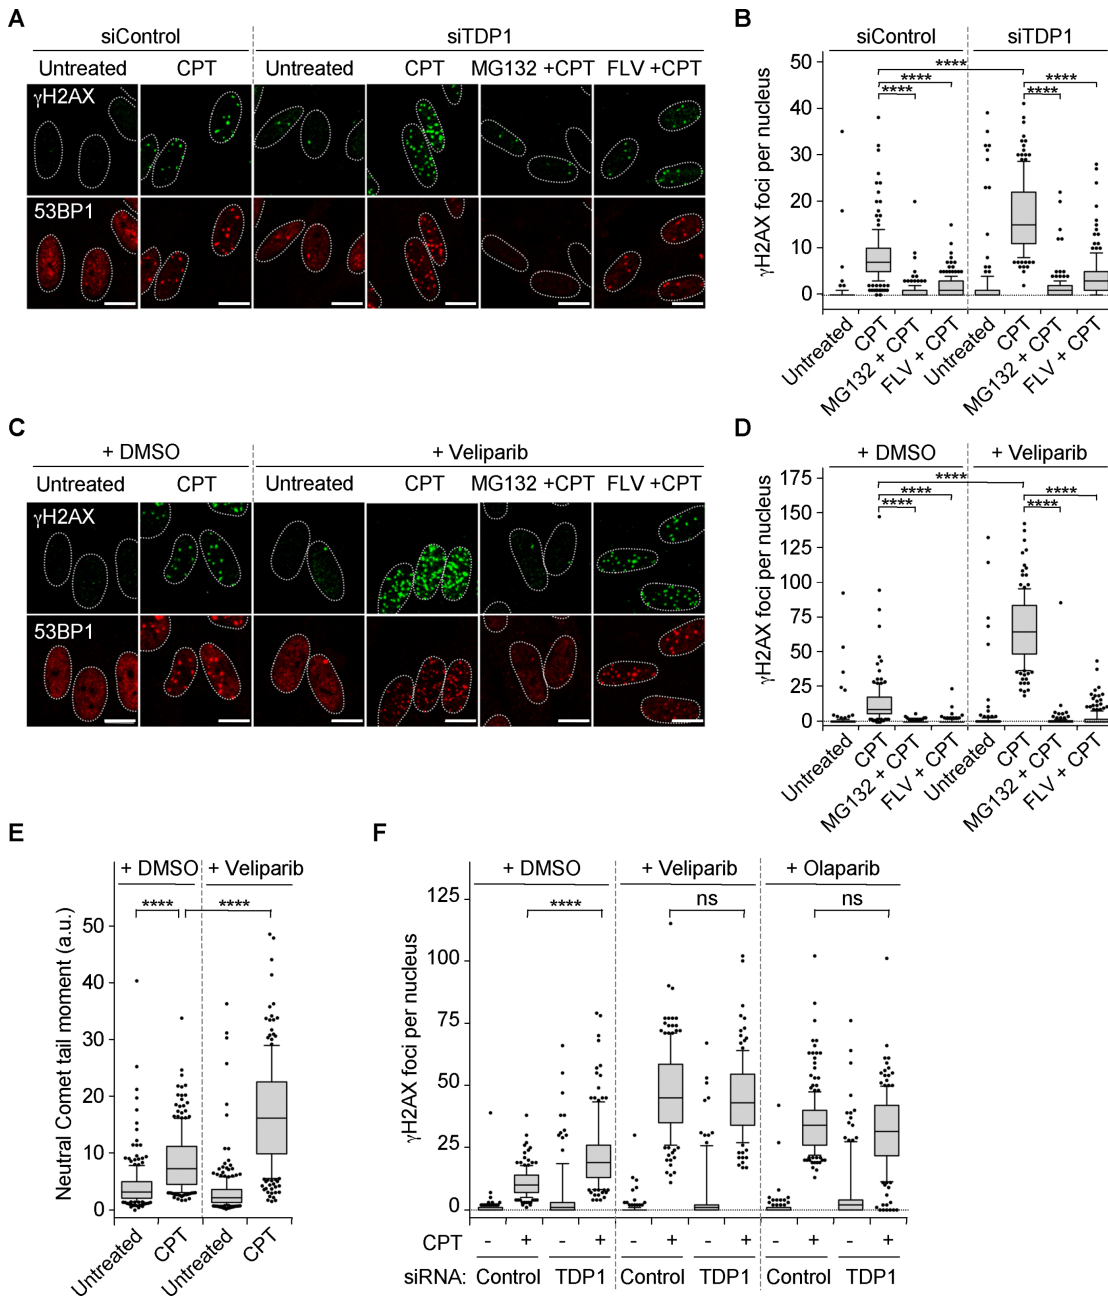 A
siControl
siTDP1
Untreated
CPT
Untreated
CPT
MG132 +CPT
FLV +CPT
γH2AX
53BP1
B
siControl
siTDP1
γH2AX foci per nucleus
50
40
30
20
10
0
****
****
****
****
****
Untreated
CPT
MG132 + CPT
FLV + CPT
Untreated
CPT
MG132 + CPT
FLV + CPT
C
+ DMSO
+ Veliparib
Untreated
CPT
Untreated
CPT
MG132 +CPT
FLV +CPT
γH2AX
53BP1
D
+ DMSO
+ Veliparib
γH2AX foci per nucleus
175
150
125
100
75
50
25
0
****
****
****
****
****
Untreated
CPT
MG132 + CPT
FLV + CPT
Untreated
CPT
MG132 + CPT
FLV + CPT
E
+ DMSO
+ Veliparib
Neutral Comet tail moment (a.u.)
50
40
30
20
10
0
****
****
Untreated
CPT
Untreated
CPT
F
+ DMSO
+ Veliparib
+ Olaparib
γH2AX foci per nucleus
125
100
75
50
25
0
****
ns
ns
CPT - + - + - + - + - + - +
siRNA: Control TDP1 Control TDP1 Control TDP1